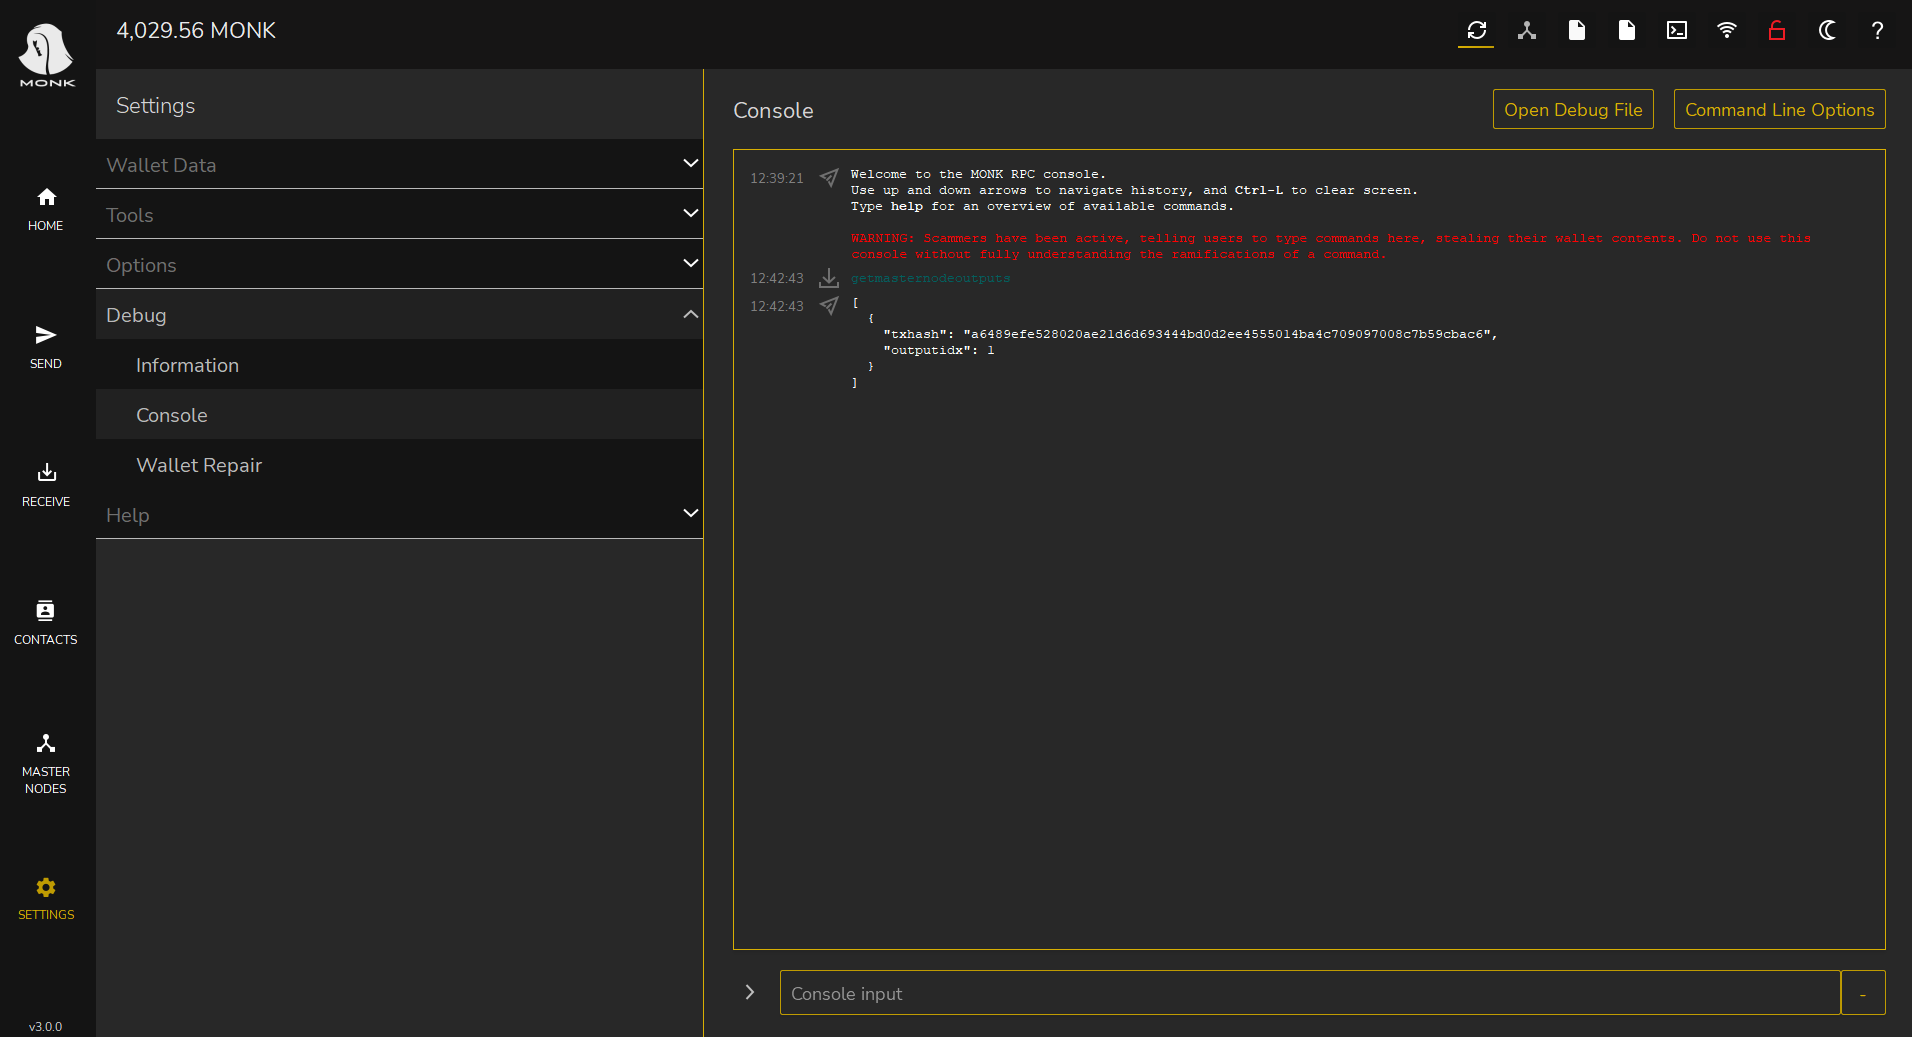 MONK
4,029.56 MONK
HOME
SEND
RECEIVE
CONTACTS
MASTER
NODES
SETTINGS
v3.0.0
Settings
Wallet Data
Tools
Options
Debug
Information
Console
Wallet Repair
Help
Console
Open Debug File
Command Line Options
12:39:21 Welcome to the MONK RPC console.
Use up and down arrows to navigate history, and Ctrl-L to clear screen.
Type help for an overview of available commands.
WARNING: Scammers have been active, telling users to type commands here, stealing their wallet contents. Do not use this
console without fully understanding the ramifications of a command.
12:42:43 getmasternodeoutputs
12:42:43 [
{
"txhash": "a6489efe528020ae21d6d693444bd0d2ee4555014ba4c709097008c7b59cbac6",
"outputidx": 1
}
]
Console input
-